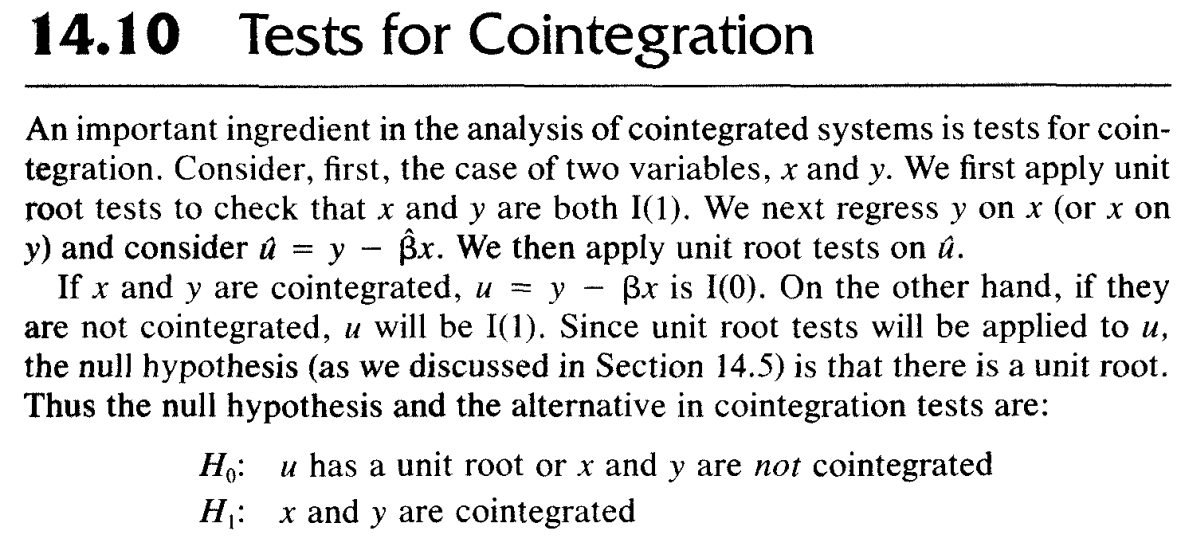 14.10 Tests for Cointegration
An important ingredient in the analysis of cointegrated systems is tests for coin-
tegration. Consider, first, the case of two variables, x and y. We first apply unit
root tests to check that x and y are both I(1). We next regress y on x (or x on
y) and consider û = y − β̂x. We then apply unit root tests on û.
If x and y are cointegrated, u = y − βx is I(0). On the other hand, if they
are not cointegrated, u will be I(1). Since unit root tests will be applied to u,
the null hypothesis (as we discussed in Section 14.5) is that there is a unit root.
Thus the null hypothesis and the alternative in cointegration tests are:
H₀: u has a unit root or x and y are not cointegrated
H₁: x and y are cointegrated